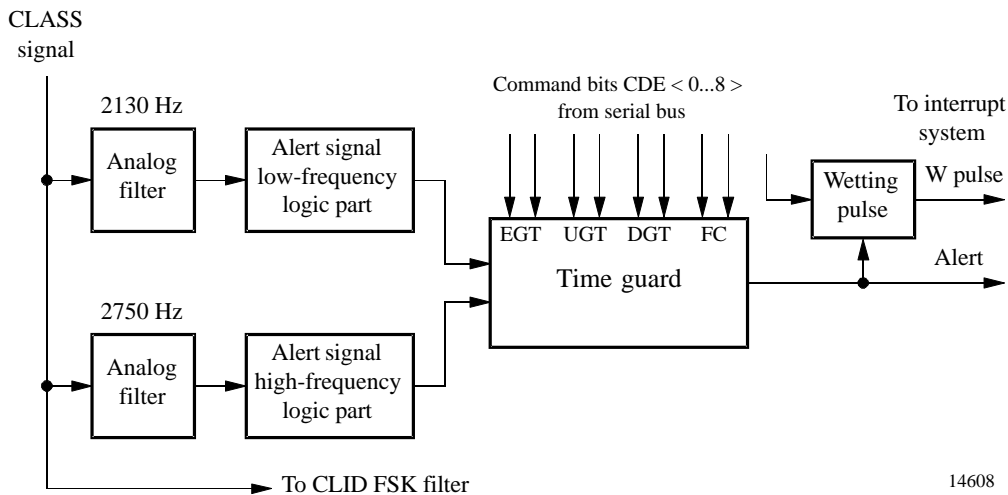 CLASS
signal
2130 Hz
Analog
filter
Alert signal
low-frequency
logic part
Command bits CDE < 0...8 >
from serial bus
EGT UGT DGT FC
Time guard
To interrupt
system
Wetting
pulse
W pulse
Alert
2750 Hz
Analog
filter
Alert signal
high-frequency
logic part
To CLID FSK filter
14608